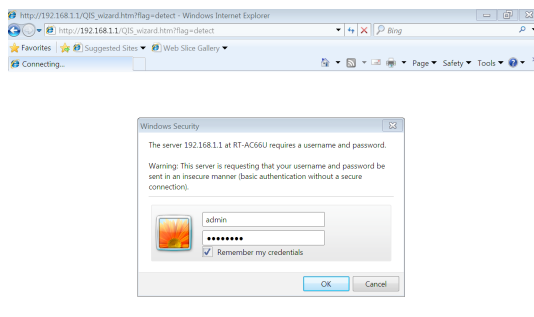 http://192.168.1.1/QIS_wizard.htm?flag=detect - Windows Internet Explorer
http://192.168.1.1/QIS_wizard.htm?flag=detect
Bing
Favorites
Suggested Sites
Web Slice Gallery
Connecting...
Page
Safety
Tools
Windows Security
The server 192.168.1.1 at RT-AC66U requires a username and password.
Warning: This server is requesting that your username and password be
sent in an insecure manner (basic authentication without a secure
connection).
admin
••••••••
Remember my credentials
OK
Cancel